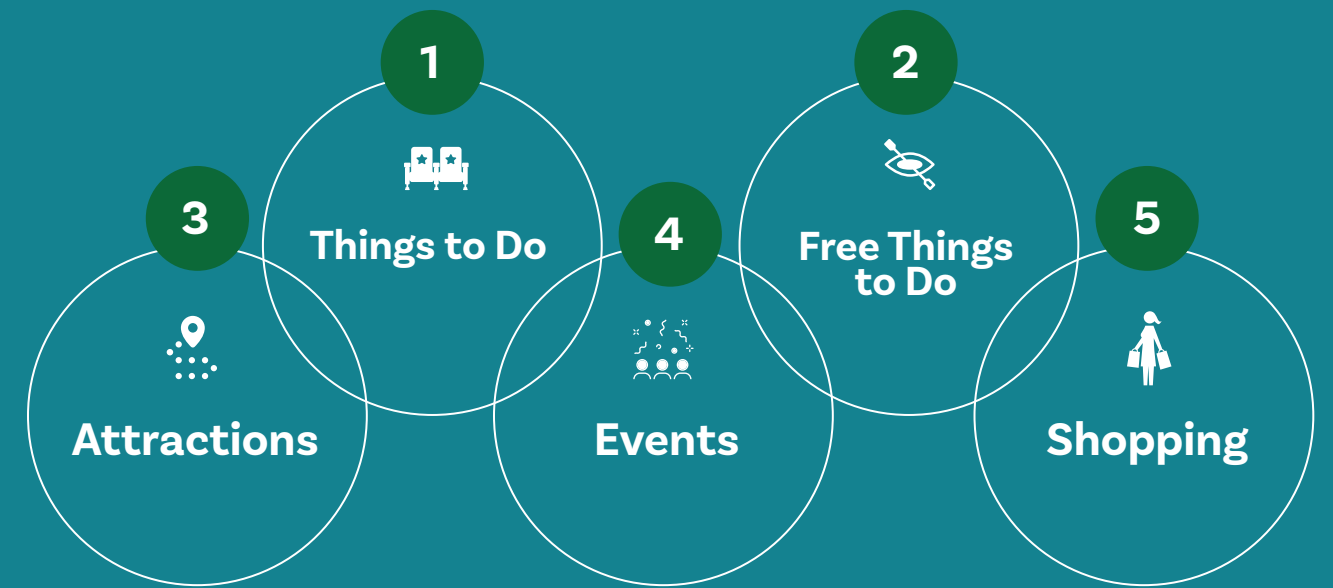 1
Things to Do
2
Free Things
to Do
3
Attractions
4
Events
5
Shopping